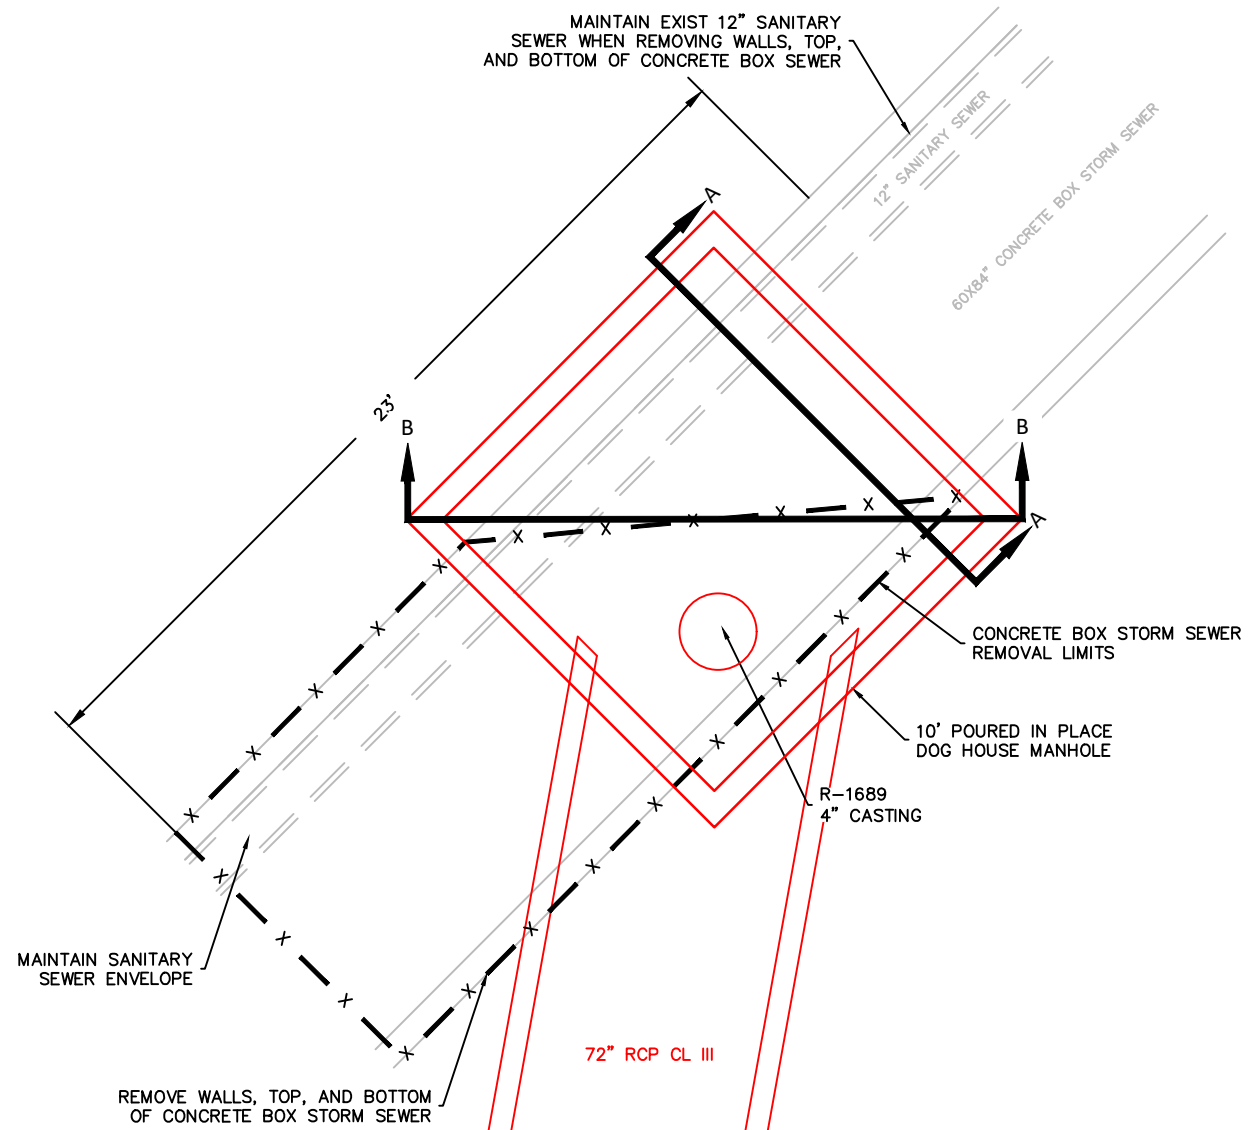 MAINTAIN EXIST 12" SANITARY
SEWER WHEN REMOVING WALLS, TOP,
AND BOTTOM OF CONCRETE BOX SEWER
12" SANITARY SEWER
60X84" CONCRETE BOX STORM SEWER
A
23'
B
B
A
CONCRETE BOX STORM SEWER
REMOVAL LIMITS
10' POURED IN PLACE
DOG HOUSE MANHOLE
R-1689
4" CASTING
MAINTAIN SANITARY
SEWER ENVELOPE
72" RCP CL III
REMOVE WALLS, TOP, AND BOTTOM
OF CONCRETE BOX STORM SEWER